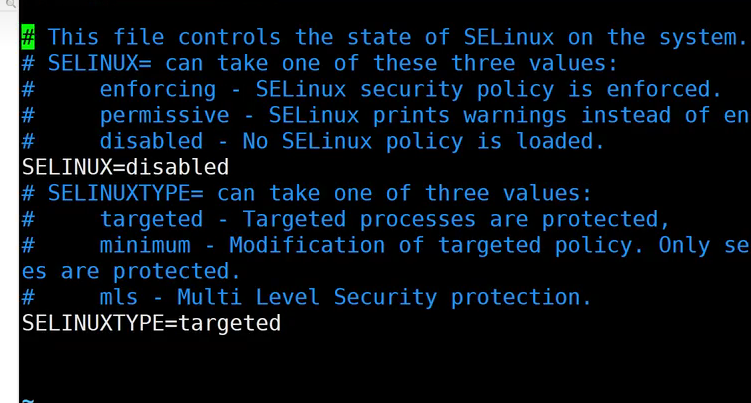 # This file controls the state of SELinux on the system.
# SELINUX= can take one of these three values:
#     enforcing - SELinux security policy is enforced.
#     permissive - SELinux prints warnings instead of en
#     disabled - No SELinux policy is loaded.
SELINUX=disabled
# SELINUXTYPE= can take one of three values:
#     targeted - Targeted processes are protected,
#     minimum - Modification of targeted policy. Only se
es are protected.
#     mls - Multi Level Security protection.
SELINUXTYPE=targeted
~